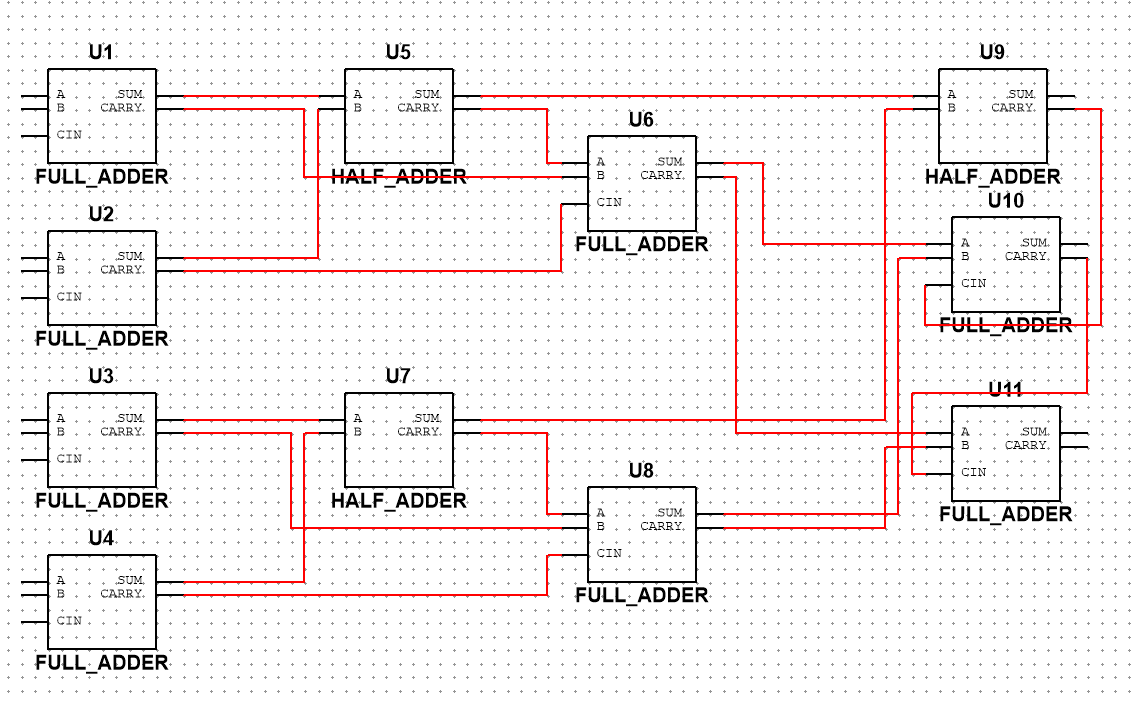 U1
A SUM
B CARRY
CIN
FULL_ADDER
U5
A SUM
B CARRY
HALF_ADDER
U9
A SUM
B CARRY
HALF_ADDER
U6
A SUM
B CARRY
CIN
FULL_ADDER
U2
A SUM
B CARRY
CIN
FULL_ADDER
U10
A SUM
B CARRY
CIN
FULL_ADDER
U3
A SUM
B CARRY
CIN
FULL_ADDER
U7
A SUM
B CARRY
HALF_ADDER
U11
A SUM
B CARRY
CIN
FULL_ADDER
U8
A SUM
B CARRY
CIN
FULL_ADDER
U4
A SUM
B CARRY
CIN
FULL_ADDER